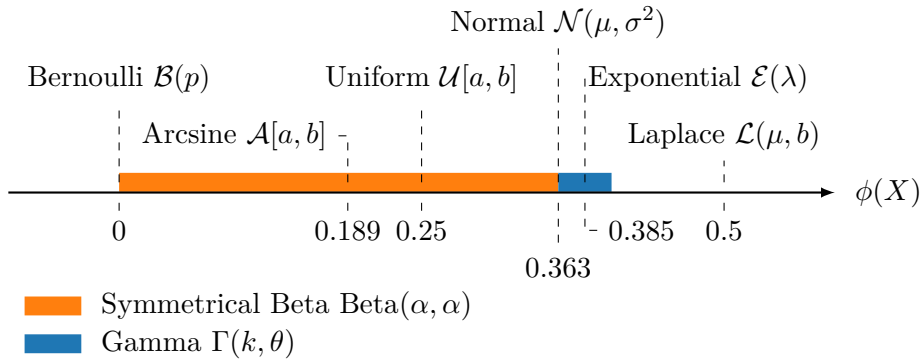 Normal 𝒩(μ, σ²)
Bernoulli ℬ(p)
Uniform 𝒰[a, b]
Exponential ℰ(λ)
Arcsine 𝒜[a, b]
Laplace ℒ(μ, b)
ϕ(X)
0
0.189
0.25
0.385
0.5
0.363
Symmetrical Beta Beta(α, α)
Gamma Γ(k, θ)